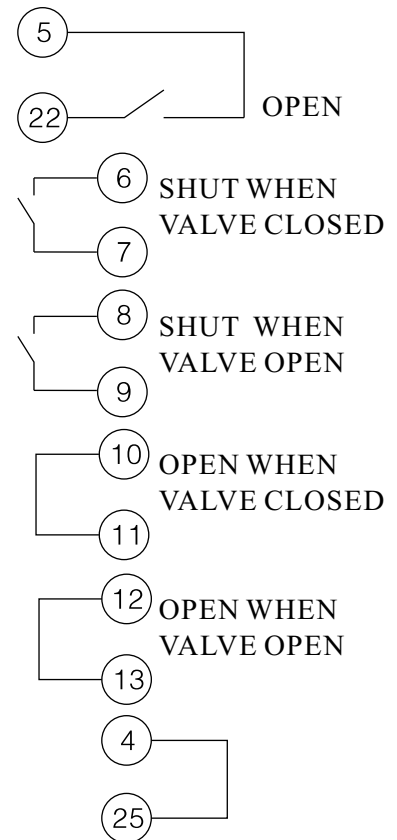 5
22 OPEN
6 SHUT WHEN
VALVE CLOSED
7
8 SHUT WHEN
VALVE OPEN
9
10 OPEN WHEN
VALVE CLOSED
11
12 OPEN WHEN
VALVE OPEN
13
4
25